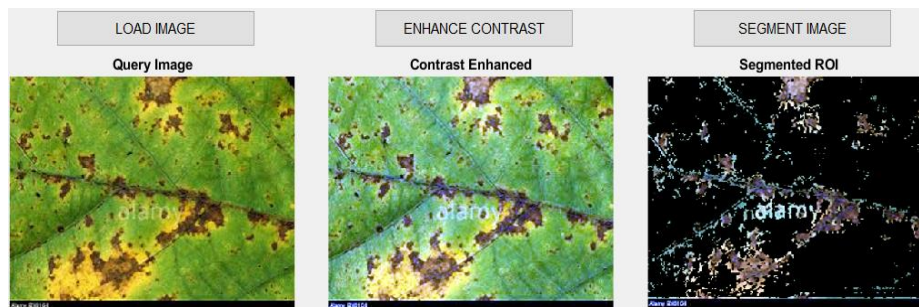 LOAD IMAGE
ENHANCE CONTRAST
SEGMENT IMAGE
Query Image
Contrast Enhanced
Segmented ROI
alamy
alamy
alamy